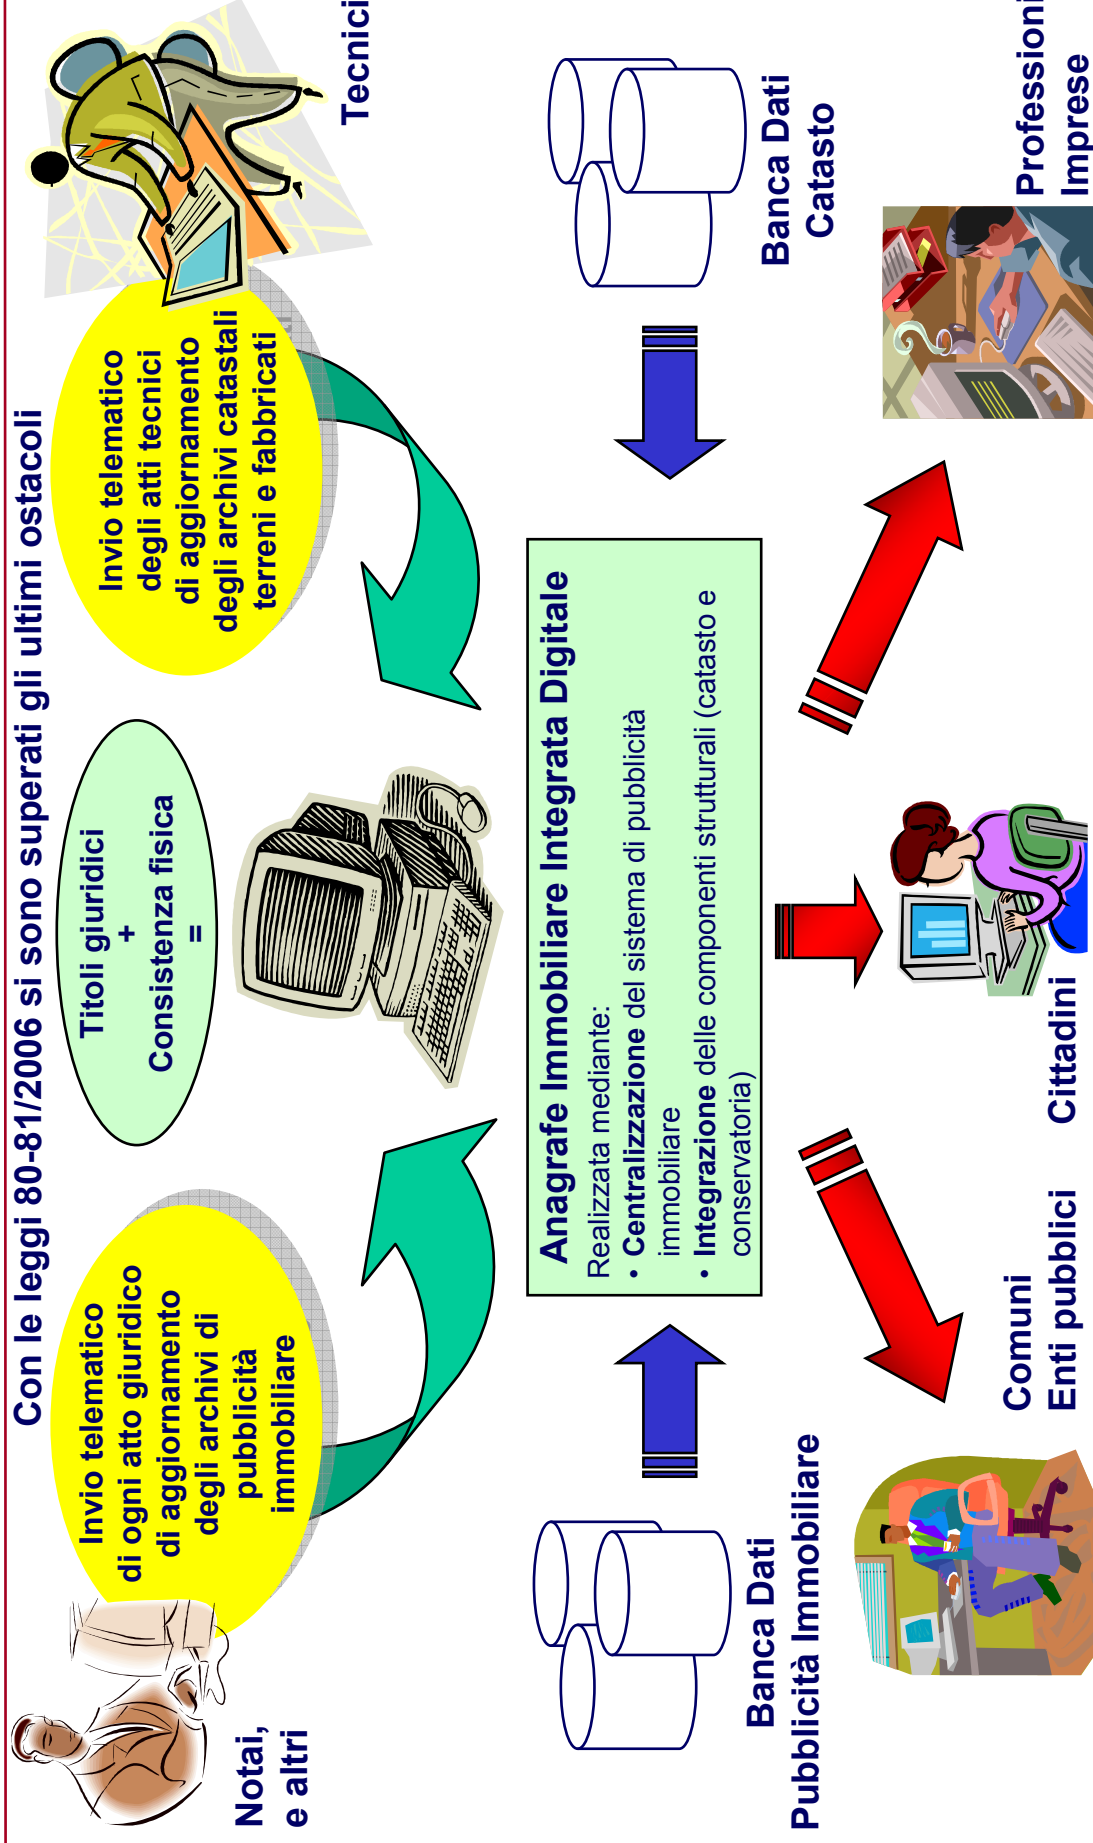 Con le leggi 80-81/2006 si sono superati gli ultimi ostacoli
Invio telematico
di ogni atto giuridico
di aggiornamento
degli archivi di
pubblicità
immobiliare
Titoli giuridici
+
Consistenza fisica
=
Invio telematico
degli atti tecnici
di aggiornamento
degli archivi catastali
terreni e fabbricati
Notai,
e altri
Tecnici
Anagrafe Immobiliare Integrata Digitale
Realizzata mediante:
• Centralizzazione del sistema di pubblicità
immobiliare
• Integrazione delle componenti strutturali (catasto e
conservatoria)
Banca Dati
Pubblicità Immobiliare
Banca Dati
Catasto
Comuni
Enti pubblici
Cittadini
Professioni
Imprese